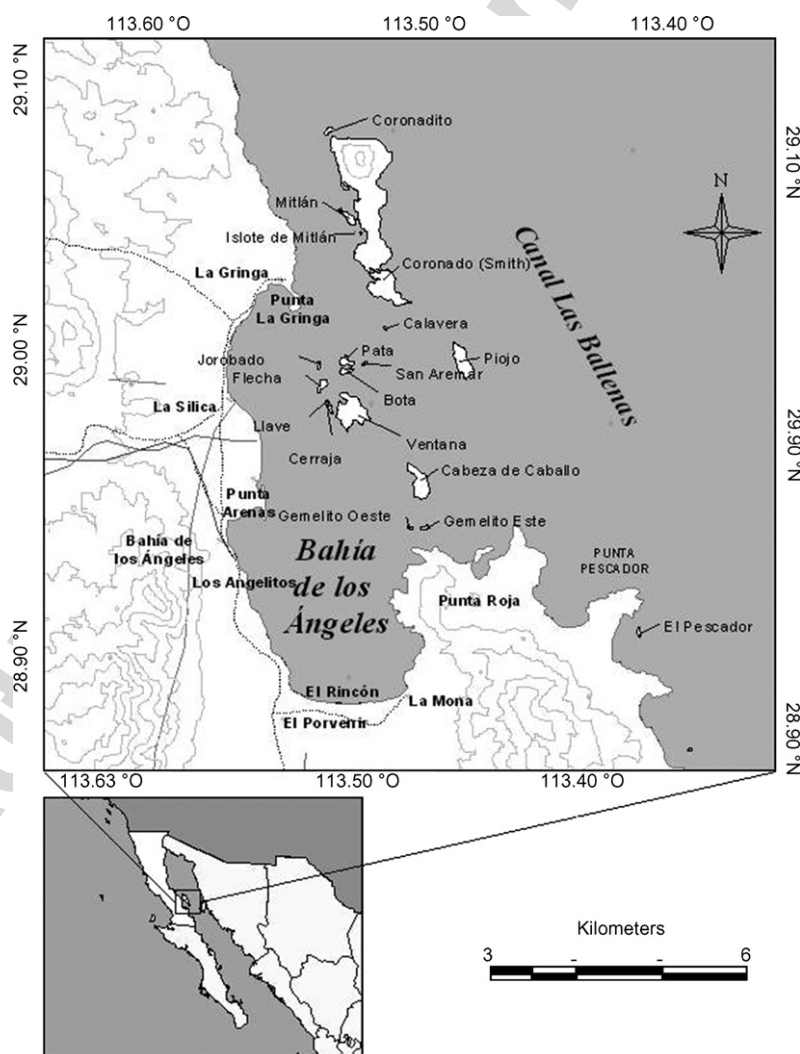 113.60 °O
113.50 °O
113.40 °O
29.10 °N
29.10 °N
Coronadito
N
Mitlán
Islote de Mitlán
Canal Las Ballenas
La Gringa
Coronado (Smith)
Punta
La Gringa
Calavera
29.00 °N
Jorobado
Pata
Piojo
Flecha
San Aremar
La Silica
Bota
Llave
Ventana
29.90 °N
Cerraja
Cabeza de Caballo
Punta
Arenas
Gemelito Oeste
Gemelito Este
Bahía de
los Ángeles
Bahía
de los
Ángeles
PUNTA
PESCADOR
Los Angelitos
Punta Roja
El Pescador
28.90 °N
El Rincón
La Mona
El Porvenir
28.90 °N
113.63 °O
113.50 °O
113.40 °O
Kilometers
3
6